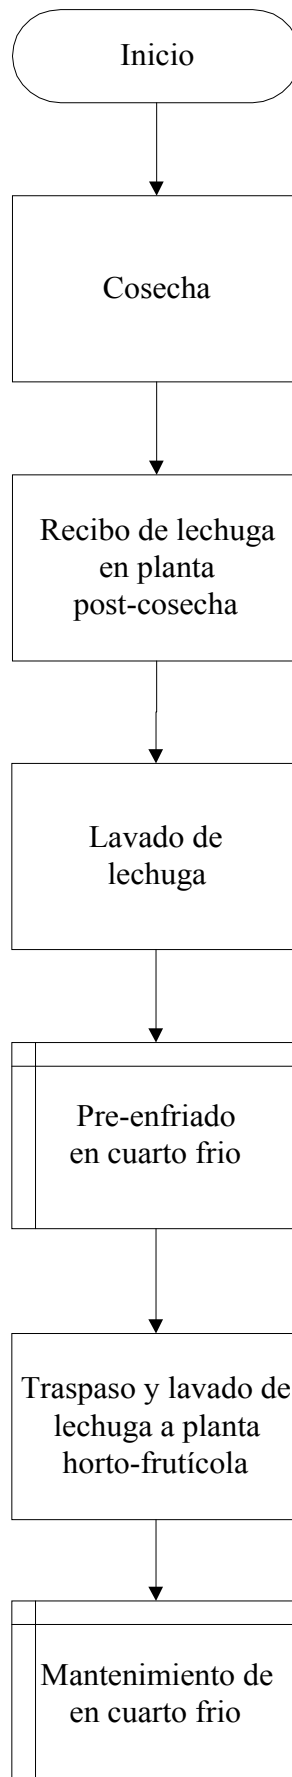 Inicio
Cosecha
Recibo de lechuga
en planta
post-cosecha
Lavado de
lechuga
Pre-enfriado
en cuarto frio
Traspaso y lavado de
lechuga a planta
horto-frutícola
Mantenimiento de
en cuarto frio